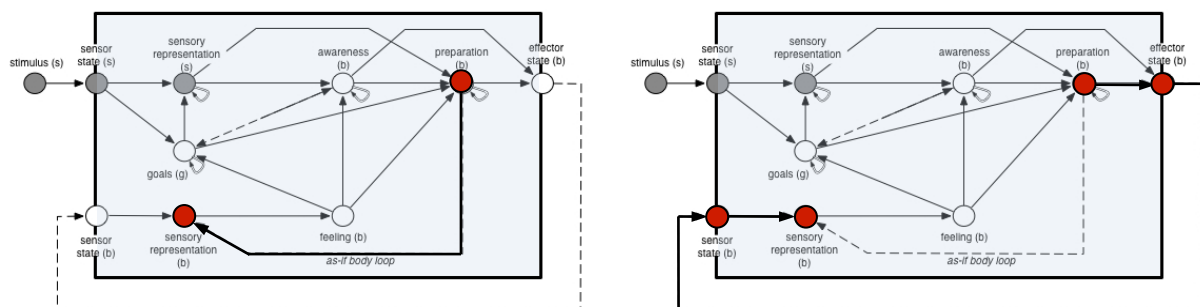 stimulus (s)
sensor
state (s)
sensory
representation
(s)
awareness
(b)
preparation
(b)
effector
state (b)
goals (g)
sensor
state (b)
sensory
representation
(b)
feeling (b)
as-if body loop
stimulus (s)
sensor
state (s)
sensory
representation
(s)
awareness
(b)
preparation
(b)
effector
state (b)
goals (g)
sensor
state (b)
sensory
representation
(b)
feeling (b)
as-if body loop